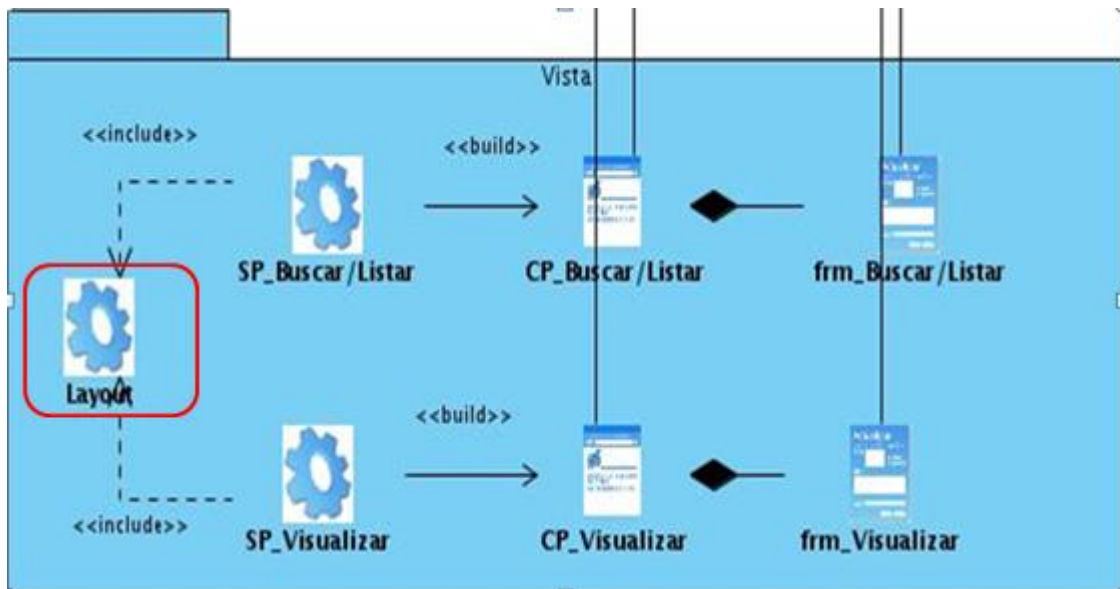 Vista
<<include>>
<<build>>
SP_Buscar/Listar
CP_Buscar/Listar
frm_Buscar/Listar
Layout
<<build>>
<<include>>
SP_Visualizar
CP_Visualizar
frm_Visualizar